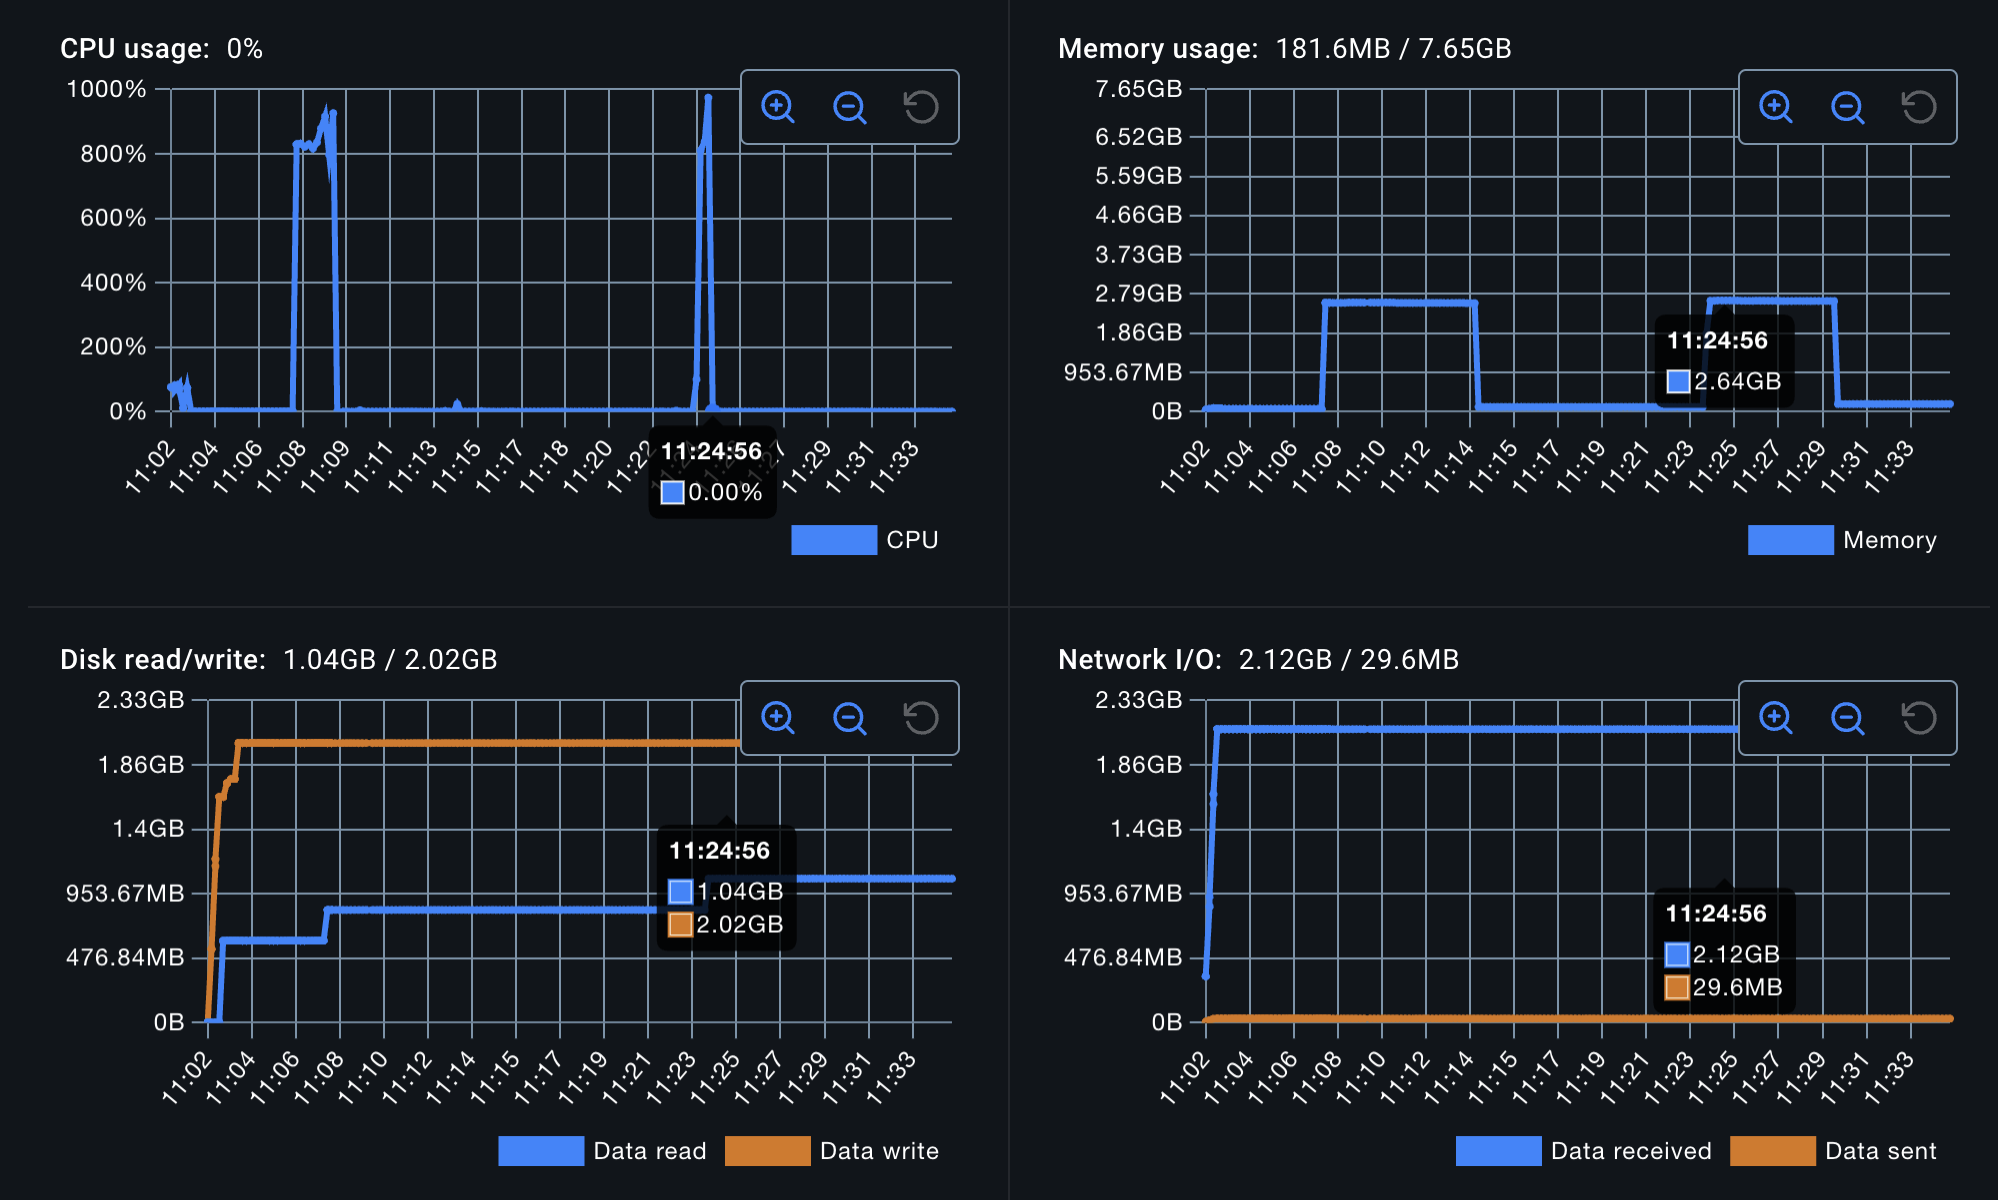 CPU usage: 0%
1000%
800%
600%
400%
200%
0%
11:02 11:04 11:06 11:08 11:09 11:11 11:13 11:15 11:17 11:18 11:20 11:22 11:24 11:26 11:27 11:29 11:31 11:33
11:24:56
0.00%
CPU
Memory usage: 181.6MB / 7.65GB
7.65GB
6.52GB
5.59GB
4.66GB
3.73GB
2.79GB
1.86GB
953.67MB
0B
11:02 11:04 11:06 11:08 11:10 11:12 11:14 11:15 11:17 11:19 11:21 11:23 11:25 11:27 11:29 11:31 11:33
11:24:56
2.64GB
Memory
Disk read/write: 1.04GB / 2.02GB
2.33GB
1.86GB
1.4GB
953.67MB
476.84MB
0B
11:02 11:04 11:06 11:08 11:10 11:12 11:14 11:15 11:17 11:19 11:21 11:23 11:25 11:27 11:29 11:31 11:33
11:24:56
1.04GB
2.02GB
Data read Data write
Network I/O: 2.12GB / 29.6MB
2.33GB
1.86GB
1.4GB
953.67MB
476.84MB
0B
11:02 11:04 11:06 11:08 11:10 11:12 11:14 11:15 11:17 11:19 11:21 11:23 11:25 11:27 11:29 11:31 11:33
11:24:56
2.12GB
29.6MB
Data received Data sent